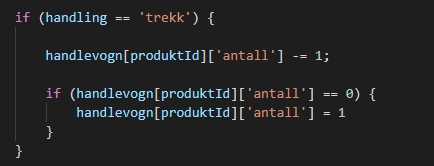 if (handling == 'trekk') {
handlevogn[produktId]['antall'] -= 1;
if (handlevogn[produktId]['antall'] == 0) {
handlevogn[produktId]['antall'] = 1
}
}